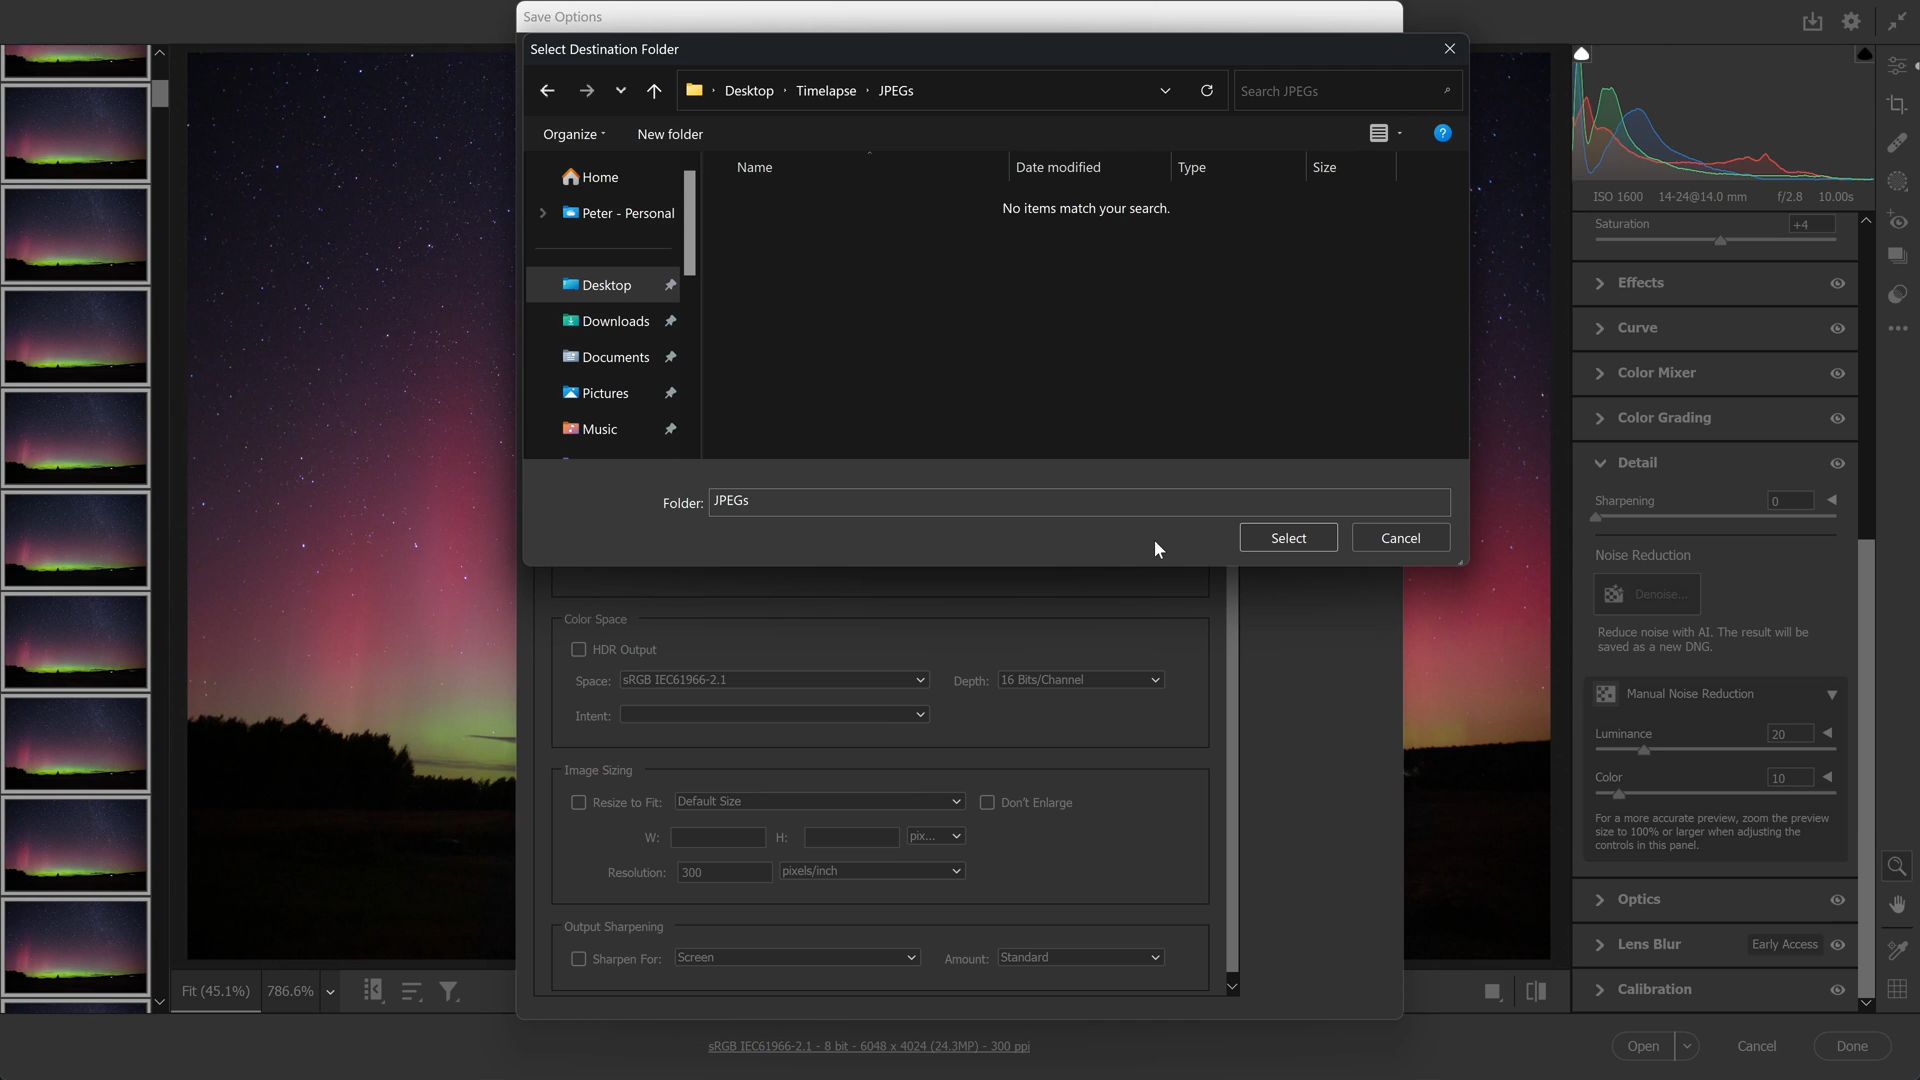 Save Options
Select Destination Folder
Desktop › Timelapse › JPEGs
Search JPEGs
Organize
New folder
Name
Date modified
Type
Size
No items match your search.
Home
Peter - Personal
Desktop
Downloads
Documents
Pictures
Music
Folder: JPEGs
Select
Cancel
Color Space
HDR Output
Space: sRGB IEC61966-2.1
Depth: 16 Bits/Channel
Intent:
Image Sizing
Resize to Fit: Default Size
Don't Enlarge
W:
H:
pix...
Resolution: 300
pixels/inch
Output Sharpening
Sharpen For: Screen
Amount: Standard
Fit (45.1%)
786.6%
sRGB IEC61966-2.1 - 8 bit - 6048 x 4024 (24.3MP) - 300 ppi
ISO 1600 14-24@14.0 mm f/2.8 10.00s
Saturation +4
Effects
Curve
Color Mixer
Color Grading
Detail
Sharpening 0
Noise Reduction
Denoise...
Reduce noise with AI. The result will be
saved as a new DNG.
Manual Noise Reduction
Luminance 20
Color 10
For a more accurate preview, zoom the preview
size to 100% or larger when adjusting the
controls in this panel.
Optics
Lens Blur Early Access
Calibration
Open
Cancel
Done